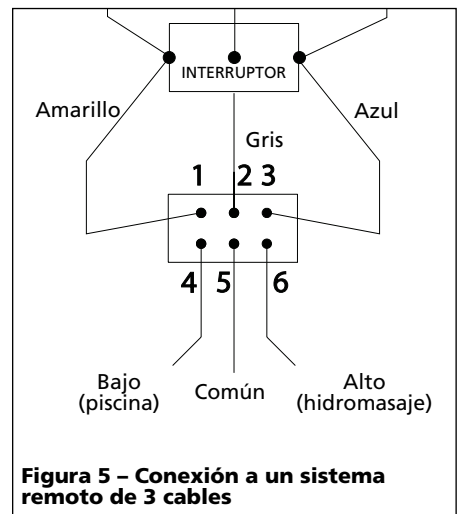 INTERRUPTOR
Amarillo
Azul
Gris
1 2 3
4 5 6
Bajo
(piscina)
Común
Alto
(hidromasaje)
Figura 5 – Conexión a un sistema
remoto de 3 cables